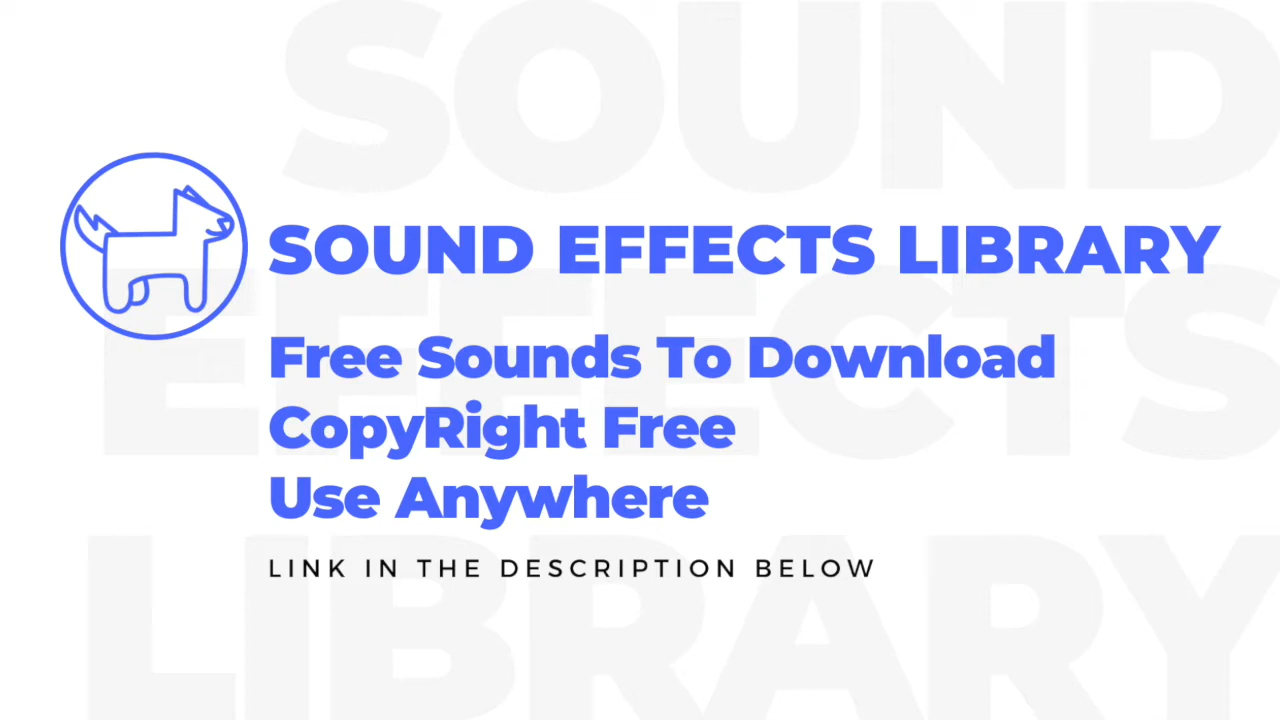 SOUND
EFFECTS
LIBRARY
SOUND EFFECTS LIBRARY
Free Sounds To Download
CopyRight Free
Use Anywhere
LINK IN THE DESCRIPTION BELOW